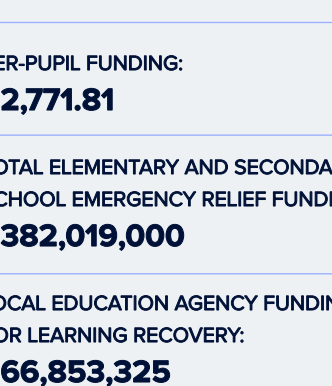 ER-PUPIL FUNDING:
2,771.81
OTAL ELEMENTARY AND SECONDA
CHOOL EMERGENCY RELIEF FUNDI
382,019,000
OCAL EDUCATION AGENCY FUNDIN
OR LEARNING RECOVERY:
66,853,325